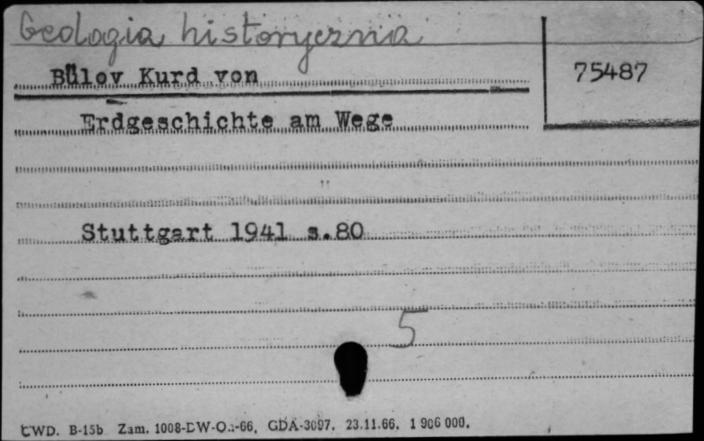 Geologia historyczna
Bülov Kurd von
75487
Erdgeschichte am Wege
Stuttgart 1941 s.80
5
CWD. B-15b Zam. 1008-DW-O.-66, GDA-3097. 23.11.66. 1 906 000.